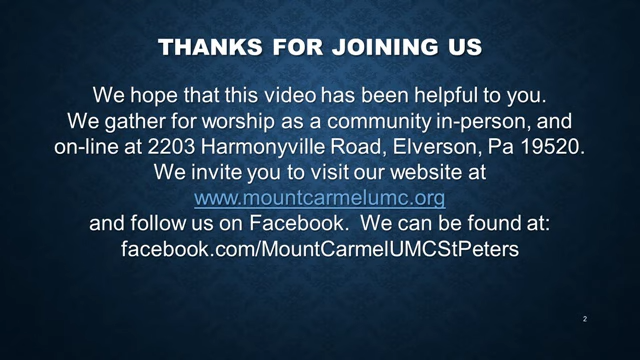 THANKS FOR JOINING US
We hope that this video has been helpful to you.
We gather for worship as a community in-person, and
on-line at 2203 Harmonyville Road, Elverson, Pa 19520.
We invite you to visit our website at
www.mountcarmelumc.org
and follow us on Facebook.  We can be found at:
facebook.com/MountCarmelUMCStPeters
2